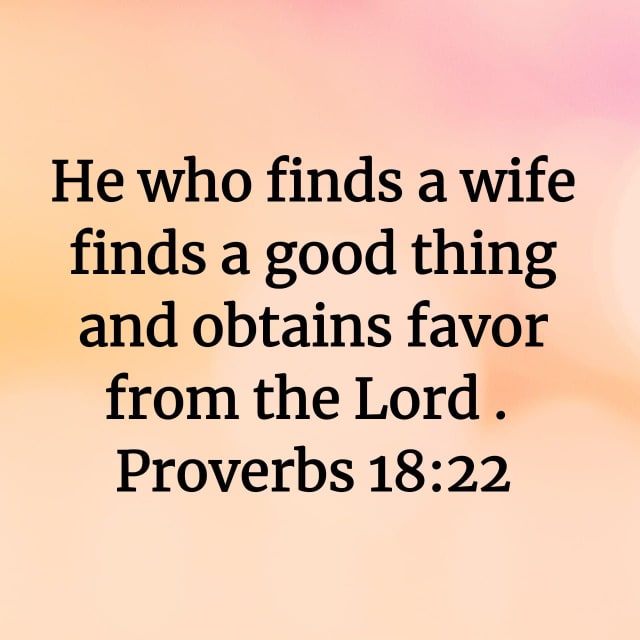 He who finds a wife
finds a good thing
and obtains favor
from the Lord .
Proverbs 18:22